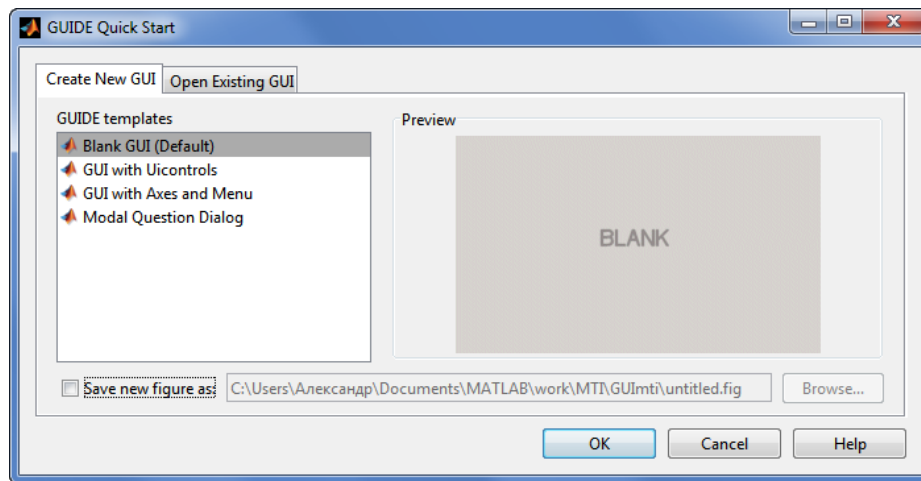 GUIDE Quick Start
Create New GUI
Open Existing GUI
GUIDE templates
Blank GUI (Default)
GUI with Uicontrols
GUI with Axes and Menu
Modal Question Dialog
Preview
BLANK
Save new figure as:
C:\Users\Александр\Documents\MATLAB\work\MTI\GUImti\untitled.fig
Browse...
OK
Cancel
Help